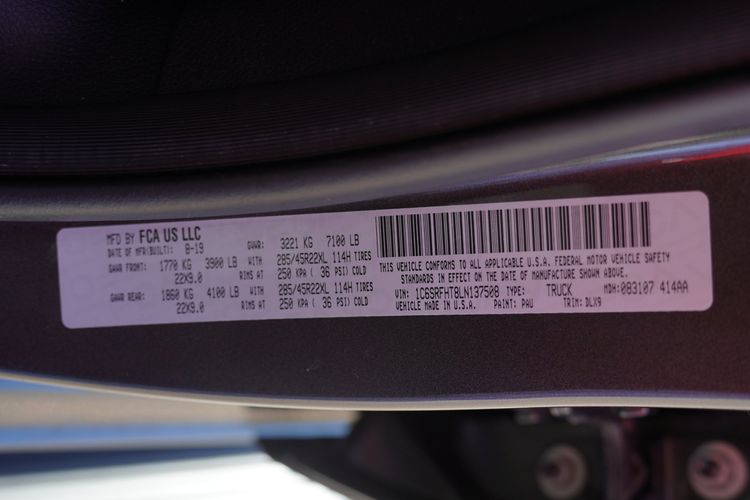 MFD BY FCA US LLC
DATE OF MFR(BUILT): 8-19 GVWR: 3221 KG 7100 LB
GAWR FRONT: 1770 KG 3900 LB WITH 285/45R22XL 114H TIRES
22X9.0 RIMS AT 250 KPA ( 36 PSI) COLD
GAWR REAR: 1860 KG 4100 LB WITH 285/45R22XL 114H TIRES
22X9.0 RIMS AT 250 KPA ( 36 PSI) COLD
THIS VEHICLE CONFORMS TO ALL APPLICABLE U.S.A. FEDERAL MOTOR VEHICLE SAFETY
STANDARDS IN EFFECT ON THE DATE OF MANUFACTURE SHOWN ABOVE.
VIN: 1C6SRFHT8LN137508 TYPE: TRUCK MDH: 083107 414AA
VEHICLE MADE IN U.S.A. PAINT: PAU TRIM: DLX9